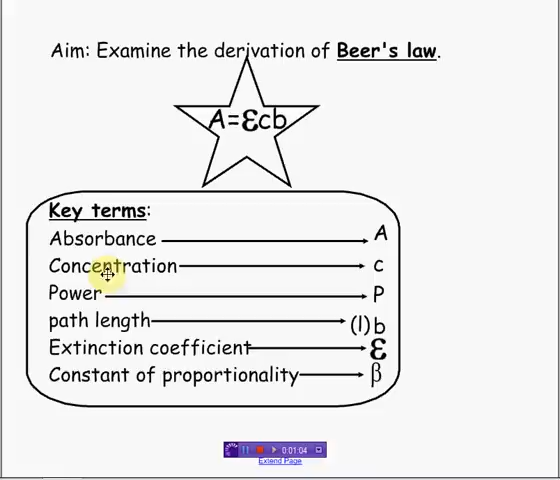 Aim: Examine the derivation of Beer's law.
A=εcb
Key terms:
Absorbance A
Concentration c
Power P
path length (l) b
Extinction coefficient ε
Constant of proportionality β
0:01:04
Extend Page